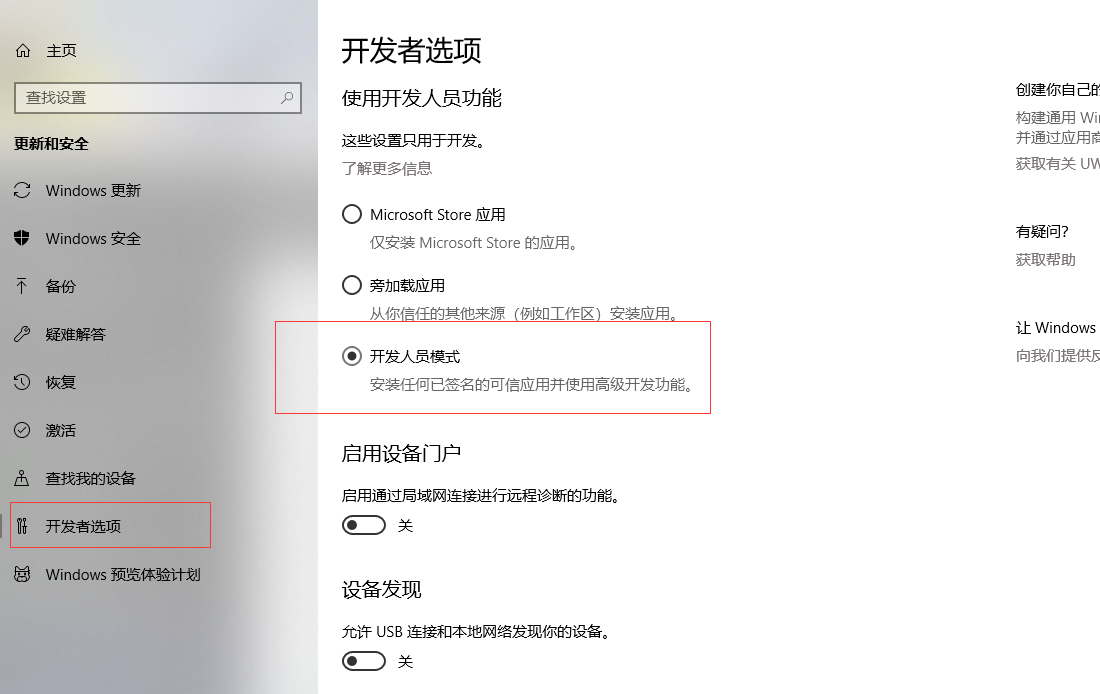 主页
查找设置
更新和安全
Windows 更新
Windows 安全
备份
疑难解答
恢复
激活
查找我的设备
开发者选项
Windows 预览体验计划
开发者选项
使用开发人员功能
这些设置只用于开发。
了解更多信息
Microsoft Store 应用
仅安装 Microsoft Store 的应用。
旁加载应用
从你信任的其他来源（例如工作区）安装应用。
开发人员模式
安装任何已签名的可信应用并使用高级开发功能。
启用设备门户
启用通过局域网连接进行远程诊断的功能。
关
设备发现
允许 USB 连接和本地网络发现你的设备。
关
创建你自己的
构建通用 Win
并通过应用商
获取有关 UW
有疑问?
获取帮助
让 Windows
向我们提供反